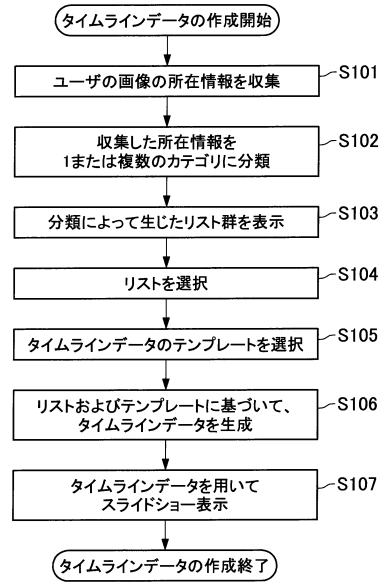 タイムラインデータの作成開始
ユーザの画像の所在情報を収集
S101
収集した所在情報を
1または複数のカテゴリに分類
S102
分類によって生じたリスト群を表示
S103
リストを選択
S104
タイムラインデータのテンプレートを選択
S105
リストおよびテンプレートに基づいて、
タイムラインデータを生成
S106
タイムラインデータを用いて
スライドショー表示
S107
タイムラインデータの作成終了